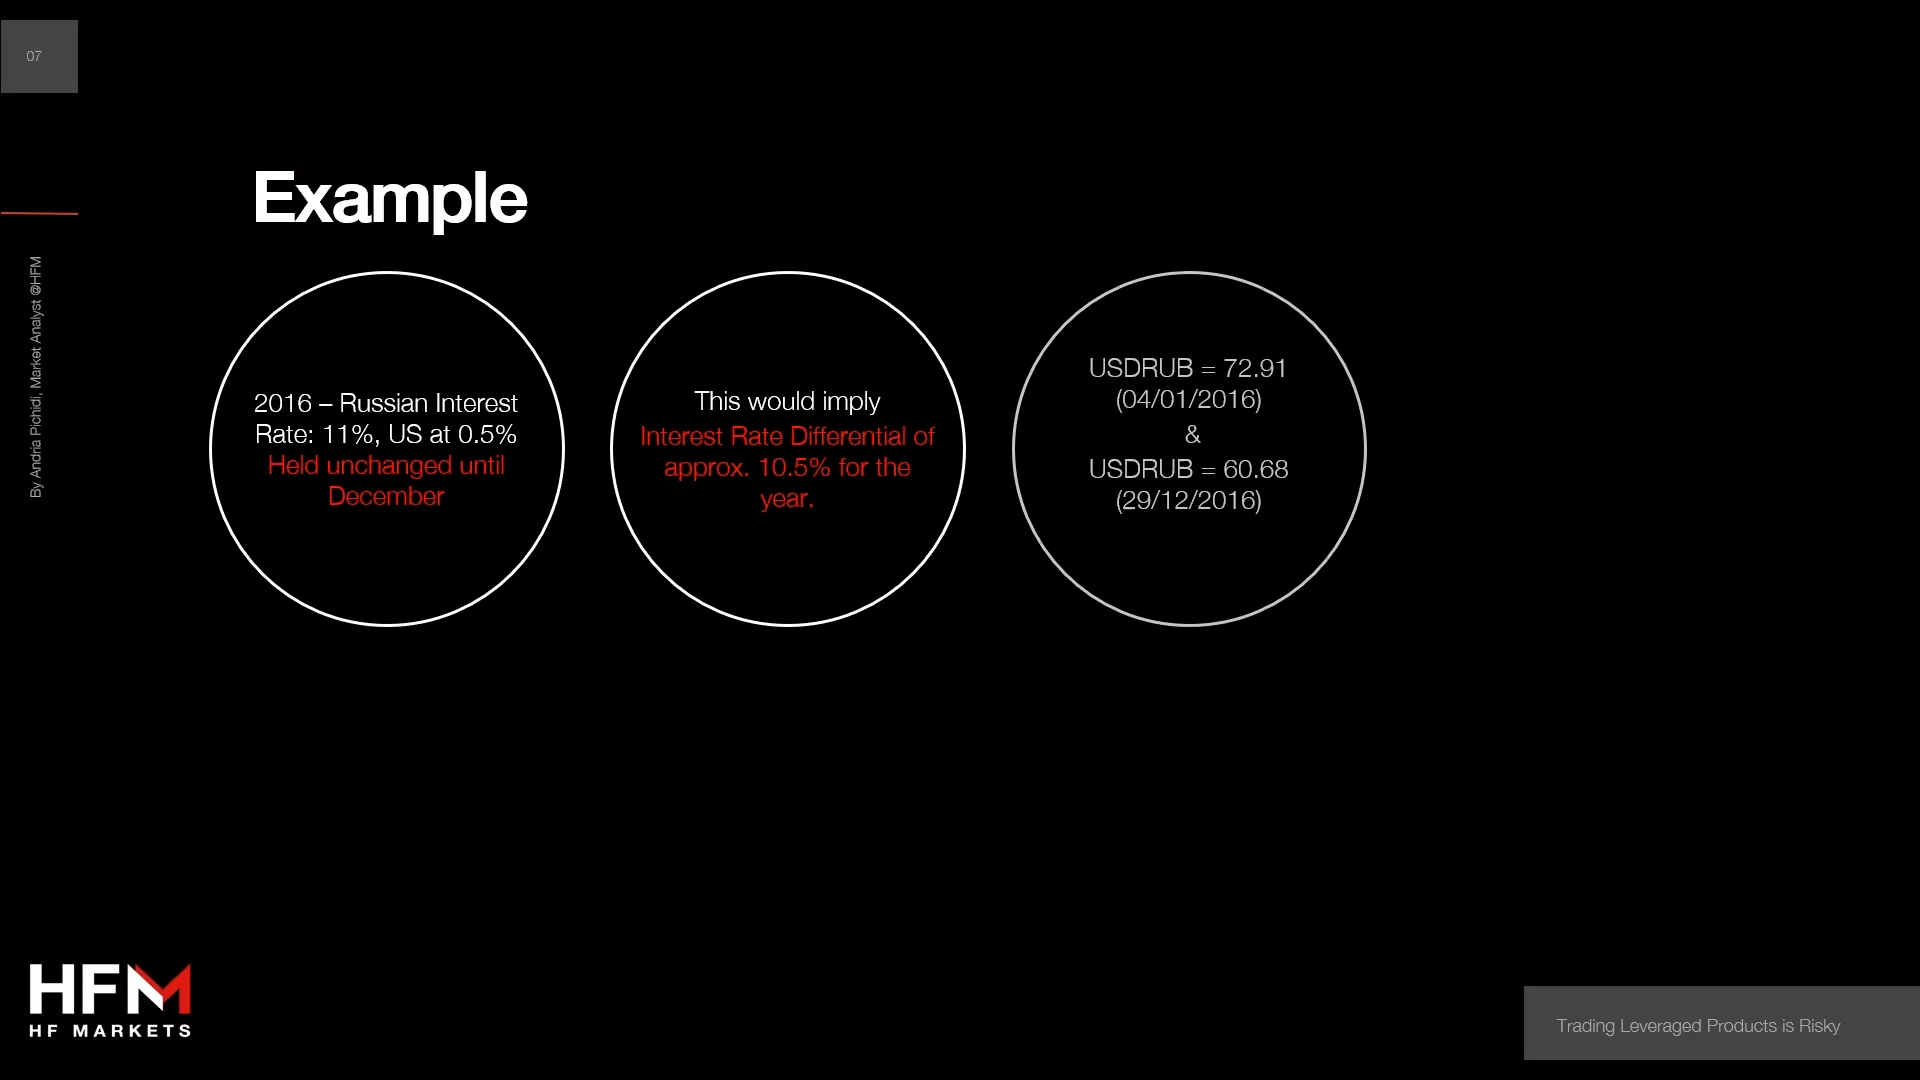 07
By Andria Pichidi, Market Analyst @HFM
Example
2016 – Russian Interest
Rate: 11%, US at 0.5%
Held unchanged until
December
This would imply
Interest Rate Differential of
approx. 10.5% for the
year.
USDRUB = 72.91
(04/01/2016)
&
USDRUB = 60.68
(29/12/2016)
HFM
HF MARKETS
Trading Leveraged Products is Risky